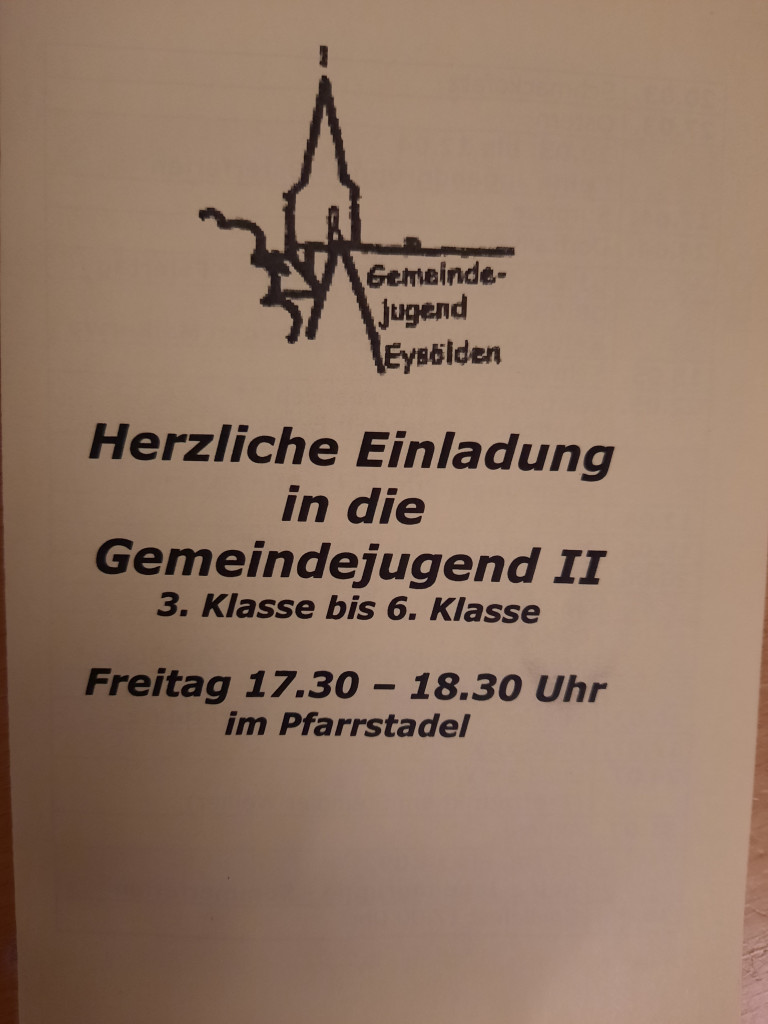 Gemeinde-
jugend
Eysölden
Herzliche Einladung
in die
Gemeindejugend II
3. Klasse bis 6. Klasse
Freitag 17.30 – 18.30 Uhr
im Pfarrstadel